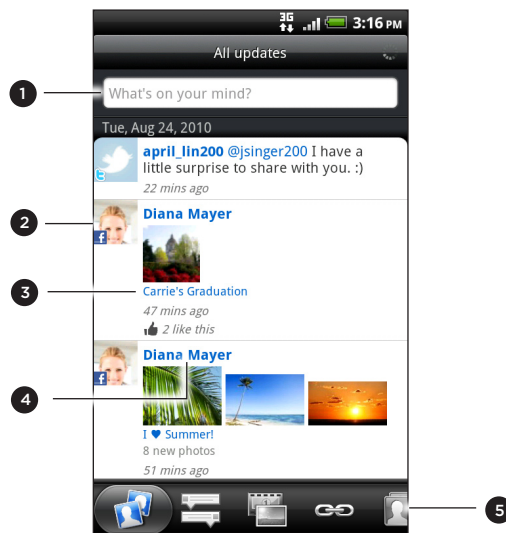 3G 3:16 PM
All updates
1
What's on your mind?
Tue, Aug 24, 2010
april_lin200 @jsinger200 I have a
little surprise to share with you. :)
22 mins ago
2
Diana Mayer
3
Carrie's Graduation
47 mins ago
2 like this
Diana Mayer
4
I ♥ Summer!
8 new photos
51 mins ago
5